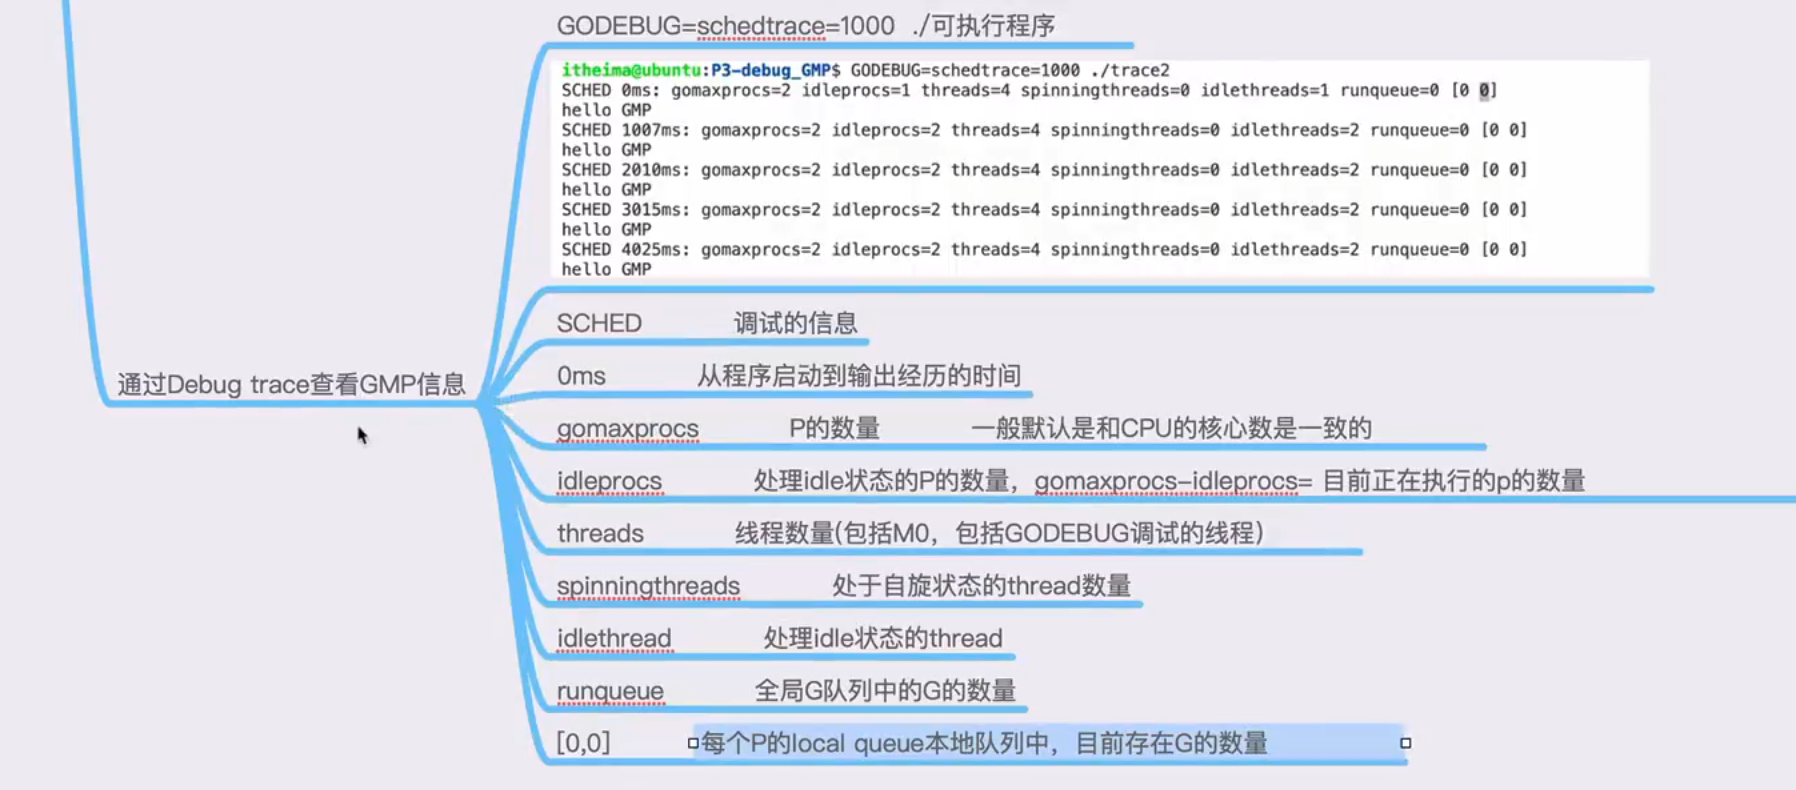 GODEBUG=schedtrace=1000 ./可执行程序
itheima@ubuntu:P3-debug_GMP$ GODEBUG=schedtrace=1000 ./trace2
SCHED 0ms: gomaxprocs=2 idleprocs=1 threads=4 spinningthreads=0 idlethreads=1 runqueue=0 [0 0]
hello GMP
SCHED 1007ms: gomaxprocs=2 idleprocs=2 threads=4 spinningthreads=0 idlethreads=2 runqueue=0 [0 0]
hello GMP
SCHED 2010ms: gomaxprocs=2 idleprocs=2 threads=4 spinningthreads=0 idlethreads=2 runqueue=0 [0 0]
hello GMP
SCHED 3015ms: gomaxprocs=2 idleprocs=2 threads=4 spinningthreads=0 idlethreads=2 runqueue=0 [0 0]
hello GMP
SCHED 4025ms: gomaxprocs=2 idleprocs=2 threads=4 spinningthreads=0 idlethreads=2 runqueue=0 [0 0]
hello GMP
SCHED 调试的信息
0ms 从程序启动到输出经历的时间
通过Debug trace查看GMP信息
gomaxprocs P的数量 一般默认是和CPU的核心数是一致的
idleprocs 处理idle状态的P的数量，gomaxprocs-idleprocs= 目前正在执行的p的数量
threads 线程数量(包括M0，包括GODEBUG调试的线程)
spinningthreads 处于自旋状态的thread数量
idlethread 处理idle状态的thread
runqueue 全局G队列中的G的数量
[0,0] 每个P的local queue本地队列中，目前存在G的数量